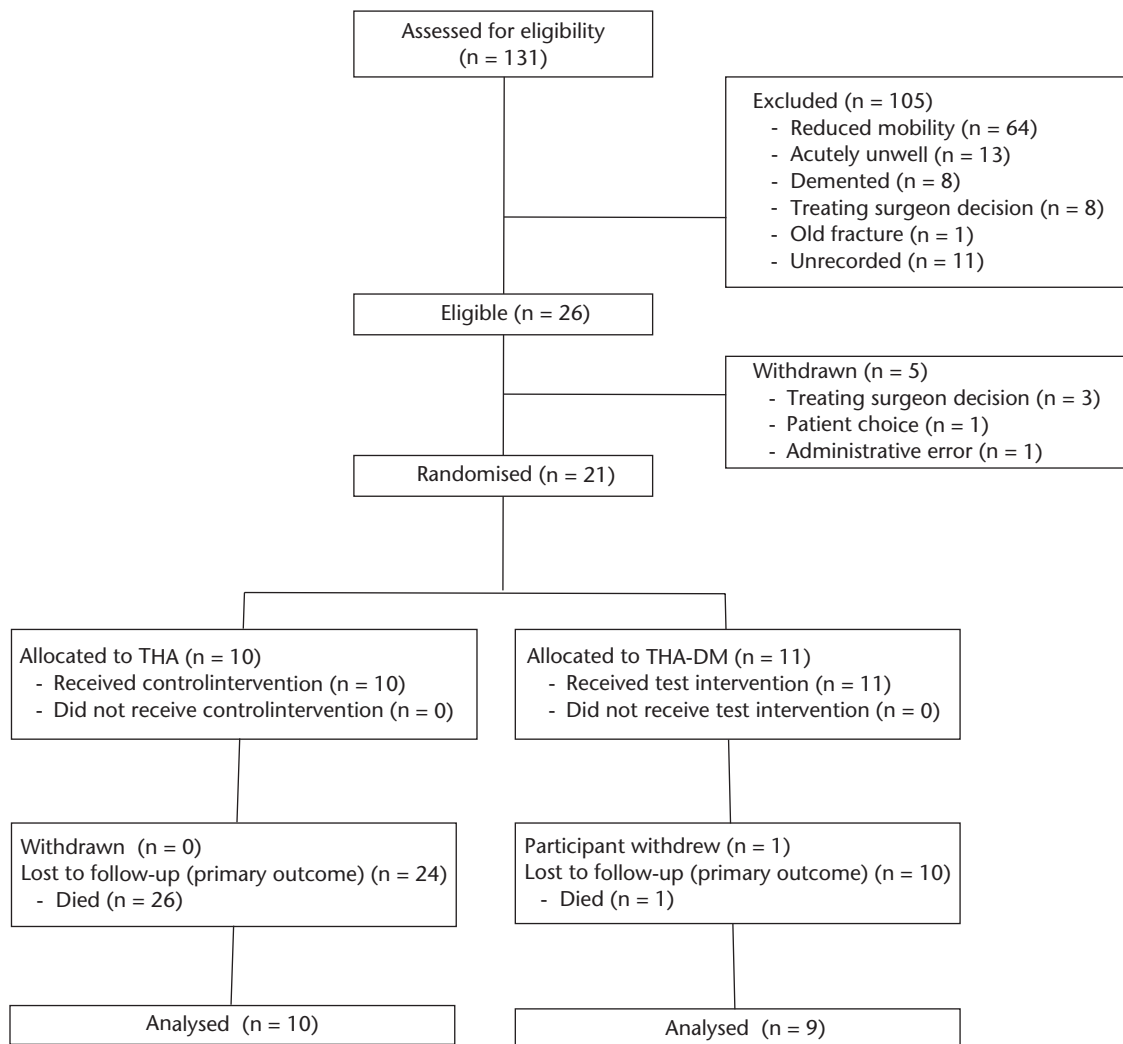 Assessed for eligibility
(n = 131)
Excluded (n = 105)
- Reduced mobility (n = 64)
- Acutely unwell (n = 13)
- Demented (n = 8)
- Treating surgeon decision (n = 8)
- Old fracture (n = 1)
- Unrecorded (n = 11)
Eligible (n = 26)
Withdrawn (n = 5)
- Treating surgeon decision (n = 3)
- Patient choice (n = 1)
- Administrative error (n = 1)
Randomised (n = 21)
Allocated to THA (n = 10)
- Received controlintervention (n = 10)
- Did not receive controlintervention (n = 0)
Allocated to THA-DM (n = 11)
- Received test intervention (n = 11)
- Did not receive test intervention (n = 0)
Withdrawn (n = 0)
Lost to follow-up (primary outcome) (n = 24)
- Died (n = 26)
Participant withdrew (n = 1)
Lost to follow-up (primary outcome) (n = 10)
- Died (n = 1)
Analysed (n = 10)
Analysed (n = 9)